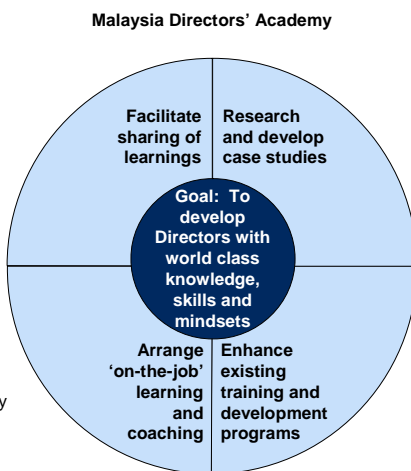 Malaysia Directors' Academy
Facilitate
sharing of
learnings
Research
and develop
case studies
Goal: To
develop
Directors with
world class
knowledge,
skills and
mindsets
Arrange
'on-the-job'
learning
and
coaching
Enhance
existing
training and
development
programs
y